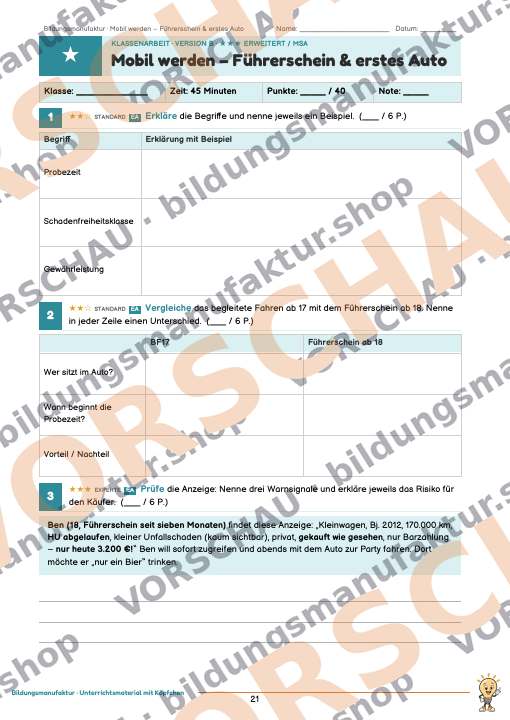 Bildungsmanufaktur · Mobil werden – Führerschein & erstes Auto Name: Datum:
KLASSENARBEIT · VERSION B · ★★★ ERWEITERT / MSA
Mobil werden – Führerschein & erstes Auto
Klasse: Zeit: 45 Minuten Punkte: _____ / 40 Note: _____
1 ★★☆ STANDARD EA Erkläre die Begriffe und nenne jeweils ein Beispiel. (___ / 6 P.)
Begriff Erklärung mit Beispiel
Probezeit
Schadenfreiheitsklasse
Gewährleistung
2 ★★☆ STANDARD EA Vergleiche das begleitete Fahren ab 17 mit dem Führerschein ab 18. Nenne
in jeder Zeile einen Unterschied. (___ / 6 P.)
BF17 Führerschein ab 18
Wer sitzt im Auto?
Wann beginnt die
Probezeit?
Vorteil / Nachteil
3 ★★★ EXPERTE EA Prüfe die Anzeige: Nenne drei Warnsignale und erkläre jeweils das Risiko für
den Käufer. (___ / 6 P.)
Ben (18, Führerschein seit sieben Monaten) findet diese Anzeige: „Kleinwagen, Bj. 2012, 170.000 km,
HU abgelaufen, kleiner Unfallschaden (kaum sichtbar), privat, gekauft wie gesehen, nur Barzahlung
– nur heute 3.200 €!“ Ben will sofort zugreifen und abends mit dem Auto zur Party fahren. Dort
möchte er „nur ein Bier“ trinken.
Bildungsmanufaktur · Unterrichtsmaterial mit Köpfchen
21
VORSCHAU · bildungsmanufaktur.shop